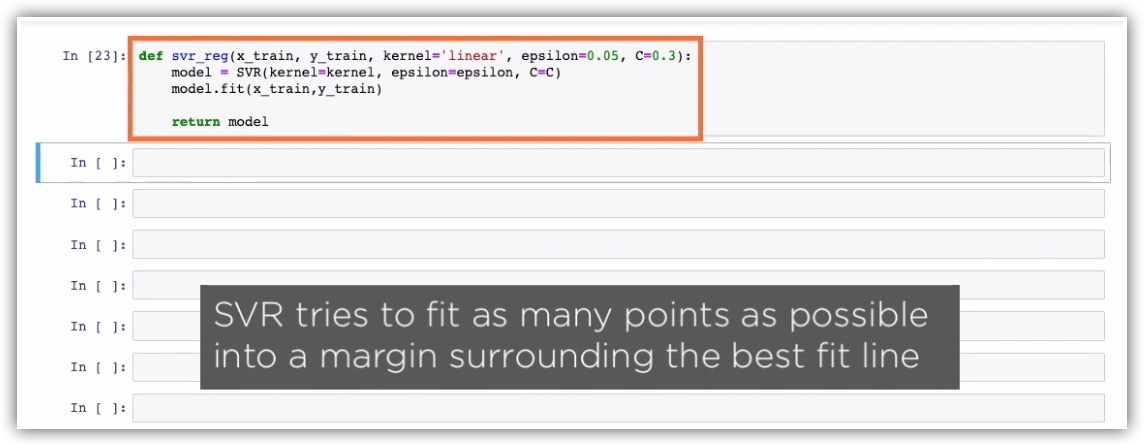 In [23]: def svr_reg(x_train, y_train, kernel='linear', epsilon=0.05, C=0.3):
model = SVR(kernel=kernel, epsilon=epsilon, C=C)
model.fit(x_train,y_train)
return model
In [ ]:
In [ ]:
In [ ]:
In [ ]:
In [ ]:
In [ ]:
In [ ]:
SVR tries to fit as many points as possible
into a margin surrounding the best fit line